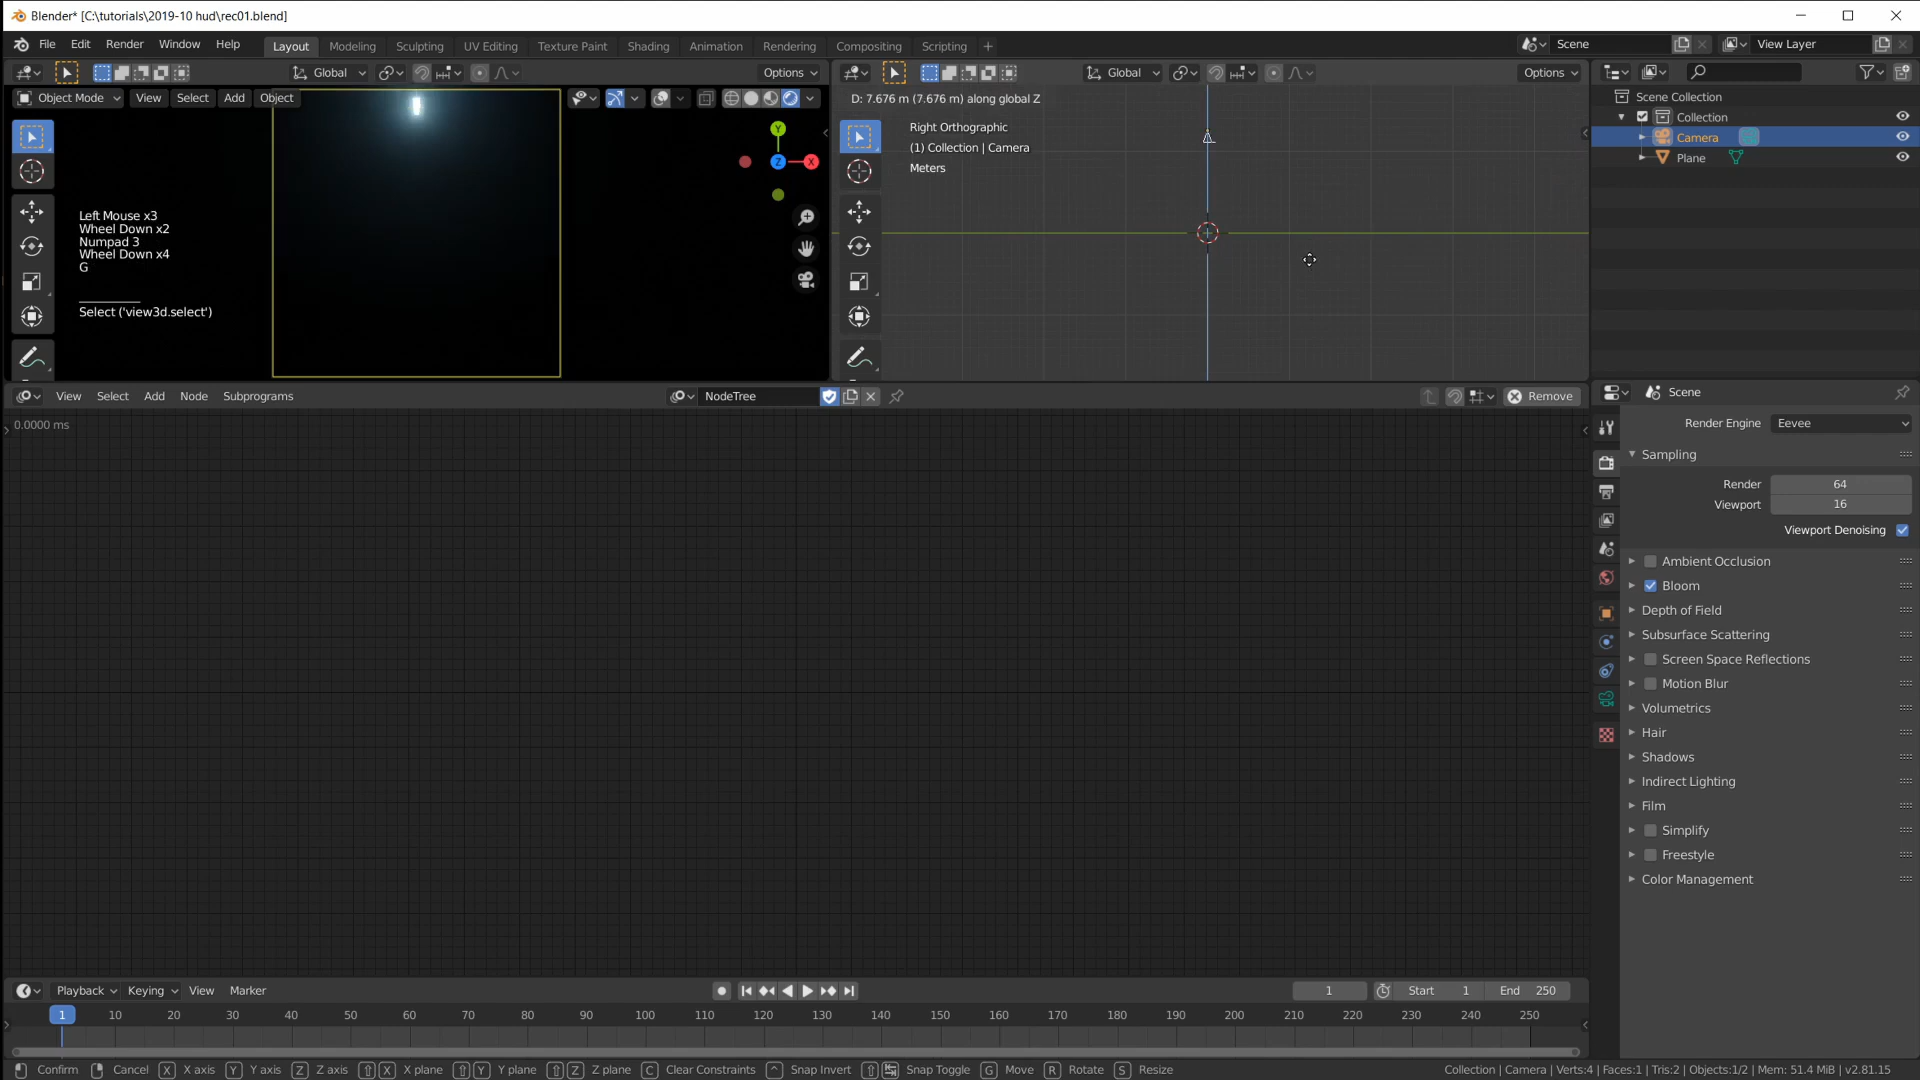 Blender* [C:\tutorials\2019-10 hud\rec01.blend]
File Edit Render Window Help
Layout Modeling Sculpting UV Editing Texture Paint Shading Animation Rendering Compositing Scripting +
Scene
View Layer
Global
Options
Global
Options
Object Mode View Select Add Object
Y
X
Z
Left Mouse x3
Wheel Down x2
Numpad 3
Wheel Down x4
G
Select ('view3d.select')
D: 7.676 m (7.676 m) along global Z
Right Orthographic
(1) Collection | Camera
Meters
Scene Collection
Collection
Camera
Plane
View Select Add Node Subprograms
NodeTree
Remove
0.0000 ms
Scene
Render Engine Eevee
Sampling
Render 64
Viewport 16
Viewport Denoising
Ambient Occlusion
Bloom
Depth of Field
Subsurface Scattering
Screen Space Reflections
Motion Blur
Volumetrics
Hair
Shadows
Indirect Lighting
Film
Simplify
Freestyle
Color Management
Playback Keying View Marker
1
Start 1
End 250
1 10 20 30 40 50 60 70 80 90 100 110 120 130 140 150 160 170 180 190 200 210 220 230 240 250
Confirm Cancel X X axis Y Y axis Z Z axis X X plane Y Y plane Z Z plane C Clear Constraints ^ Snap Invert Snap Toggle G Move R Rotate S Resize
Collection | Camera | Verts:4 | Faces:1 | Tris:2 | Objects:1/2 | Mem: 51.4 MiB | v2.81.15